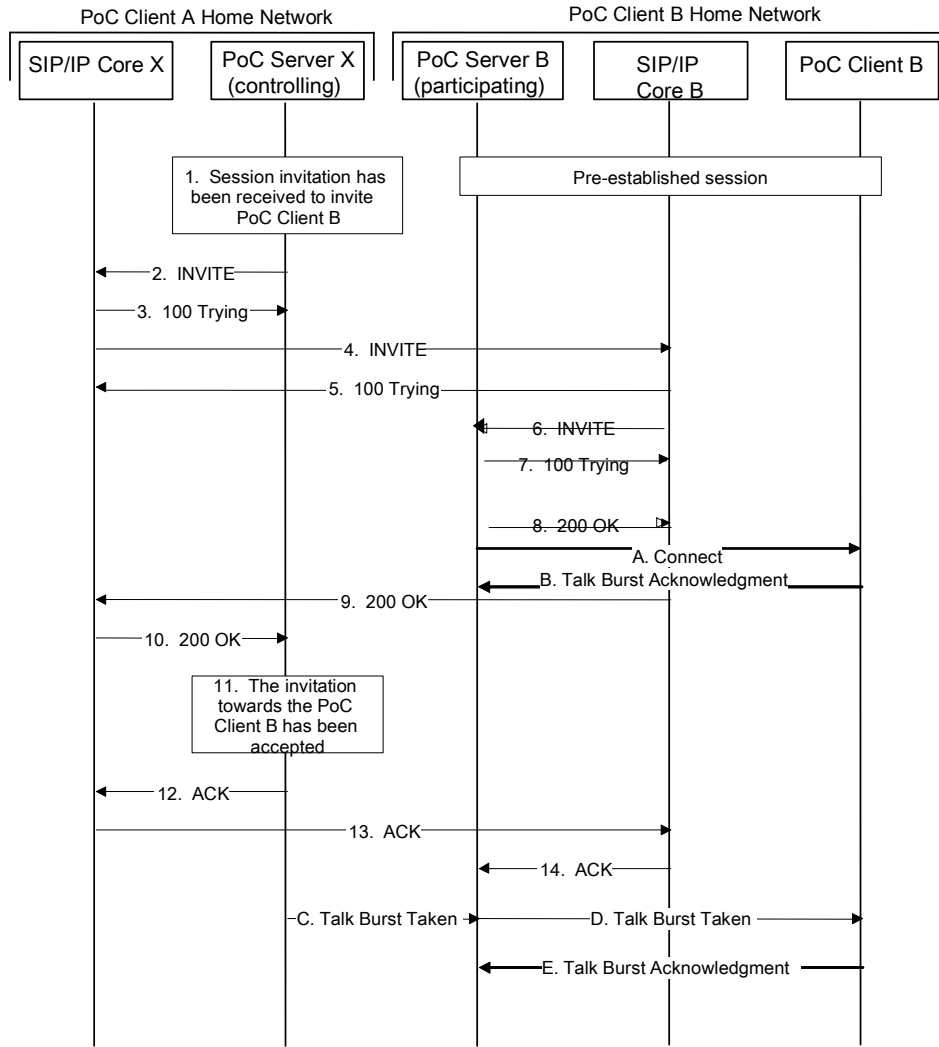 PoC Client A Home Network
PoC Client B Home Network
SIP/IP Core X
PoC Server X
(controlling)
PoC Server B
(participating)
SIP/IP
Core B
PoC Client B
1. Session invitation has
been received to invite
PoC Client B
Pre-established session
2. INVITE
3. 100 Trying
4. INVITE
5. 100 Trying
6. INVITE
7. 100 Trying
8. 200 OK
A. Connect
B. Talk Burst Acknowledgment
9. 200 OK
10. 200 OK
11. The invitation
towards the PoC
Client B has been
accepted
12. ACK
13. ACK
14. ACK
C. Talk Burst Taken
D. Talk Burst Taken
E. Talk Burst Acknowledgment